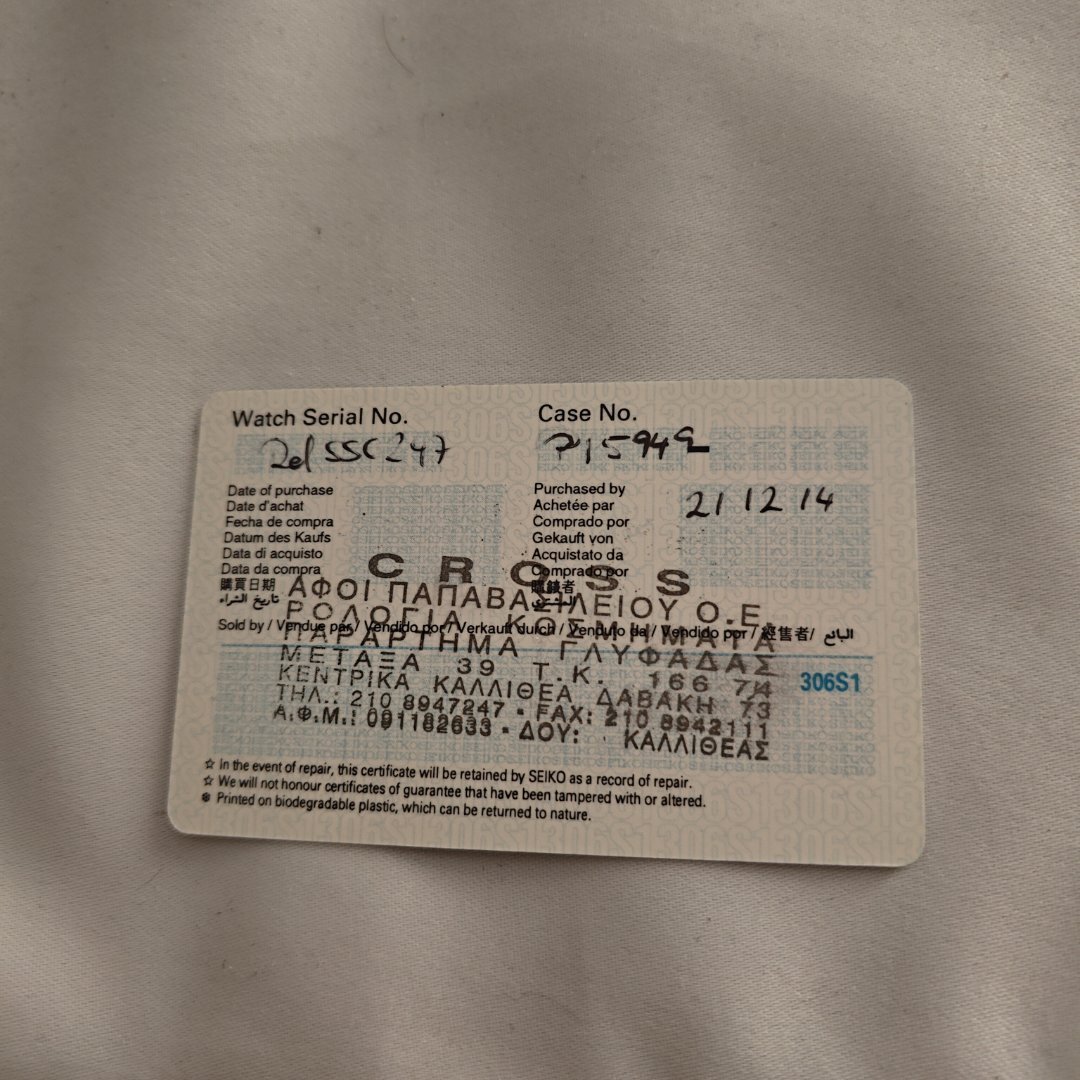 Watch Serial No.
Case No.
SSC247
P15949
Date of purchase
Date d'achat
Fecha de compra
Datum des Kaufs
Data di acquisto
Data da compra
購買日期
تاريخ الشراء
Purchased by
Achetée par
Comprado por
Gekauft von
Acquistato da
Comprado por
21 12 14
CROSS
ΑΦΟΙ ΠΑΠΑΒΑΣΙΛΕΙΟΥ Ο.Ε.
ΡΟΛΟΓΙΑ - ΚΟΣΜΗΜΑΤΑ
Sold by / Vendue par / Vendido por / Verkauft durch / Venduto da / Vendido por / 經售者 / البائع
ΠΑΡΑΡΤΗΜΑ ΓΛΥΦΑΔΑΣ
ΜΕΤΑΞΑ 39 Τ.Κ. 166 74
306S1
ΚΕΝΤΡΙΚΑ ΚΑΛΛΙΘΕΑ ΔΑΒΑΚΗ 73
ΤΗΛ.: 210 8947247 - FAX: 210 8942111
Α.Φ.Μ.: 091182633 - ΔΟΥ: ΚΑΛΛΙΘΕΑΣ
☆ In the event of repair, this certificate will be retained by SEIKO as a record of repair.
☆ We will not honour certificates of guarantee that have been tampered with or altered.
❃ Printed on biodegradable plastic, which can be returned to nature.